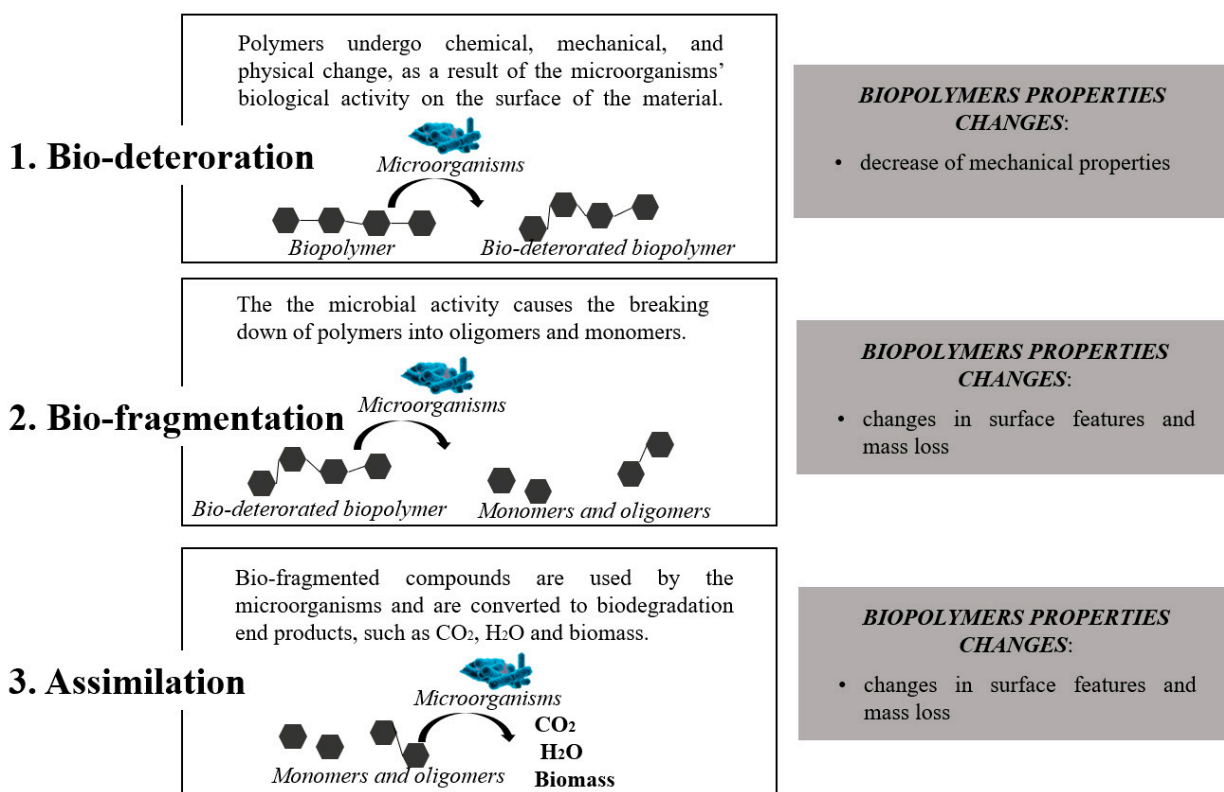 Polymers undergo chemical, mechanical, and
physical change, as a result of the microorganisms’
biological activity on the surface of the material.
1. Bio-deteroration
Microorganisms
Biopolymer
Bio-deterorated biopolymer
BIOPOLYMERS PROPERTIES
CHANGES:
• decrease of mechanical properties
The the microbial activity causes the breaking
down of polymers into oligomers and monomers.
2. Bio-fragmentation
Microorganisms
Bio-deterorated biopolymer
Monomers and oligomers
BIOPOLYMERS PROPERTIES
CHANGES:
• changes in surface features and
mass loss
Bio-fragmented compounds are used by the
microorganisms and are converted to biodegradation
end products, such as CO₂, H₂O and biomass.
3. Assimilation
Microorganisms
Monomers and oligomers
CO₂
H₂O
Biomass
BIOPOLYMERS PROPERTIES
CHANGES:
• changes in surface features and
mass loss